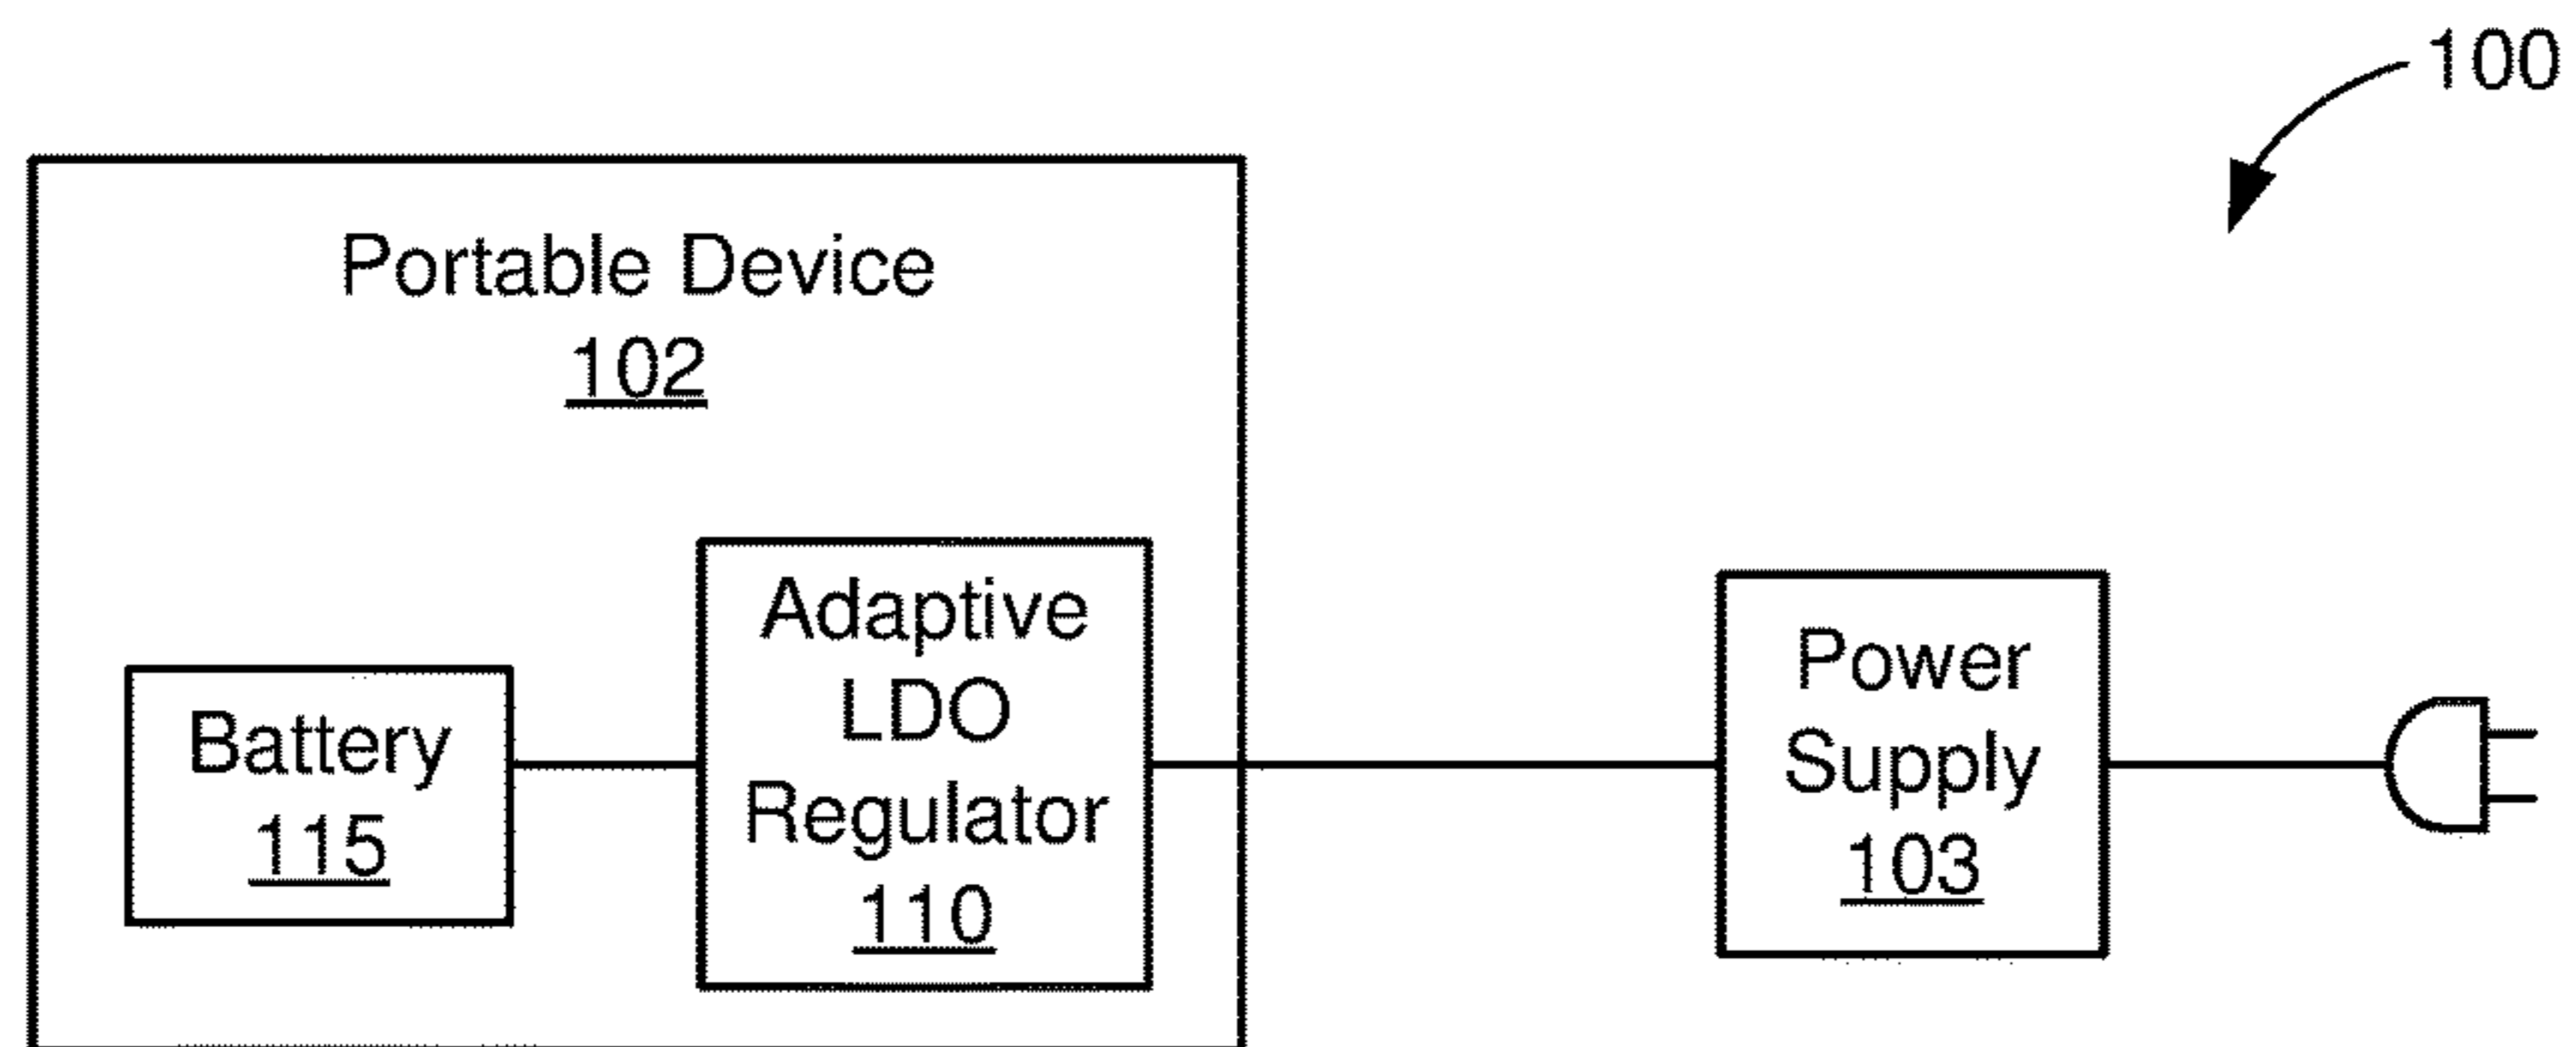 100
Portable Device
102
Battery
115
Adaptive
LDO
Regulator
110
Power
Supply
103